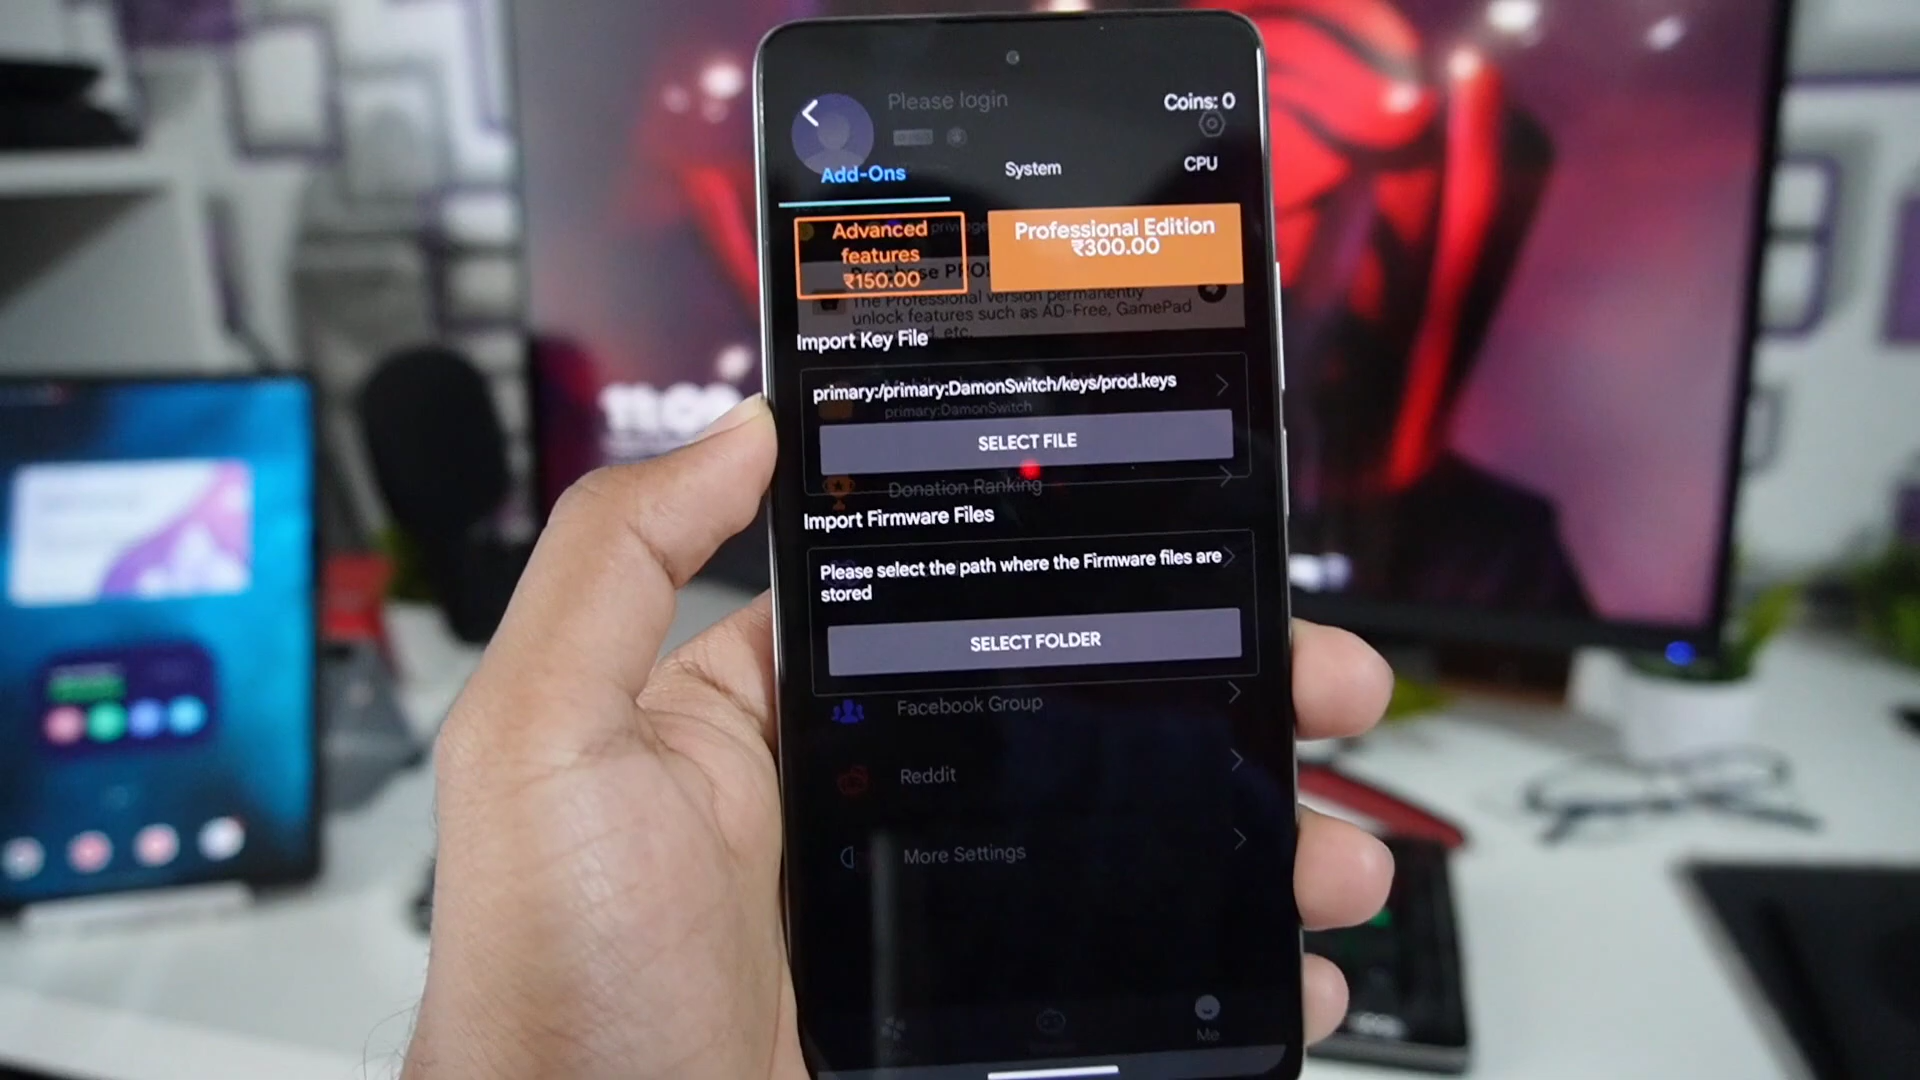 Please login
Coins: 0
Add-Ons
System
CPU
Advanced
features
₹150.00
Professional Edition
₹300.00
Purchase PRO!
The Professional version permanently
unlock features such as AD-Free, GamePad
etc.
Import Key File
primary:/primary:DamonSwitch/keys/prod.keys
primary:DamonSwitch
SELECT FILE
Donation Ranking
Import Firmware Files
Please select the path where the Firmware files are
stored
SELECT FOLDER
Facebook Group
Reddit
More Settings
Me